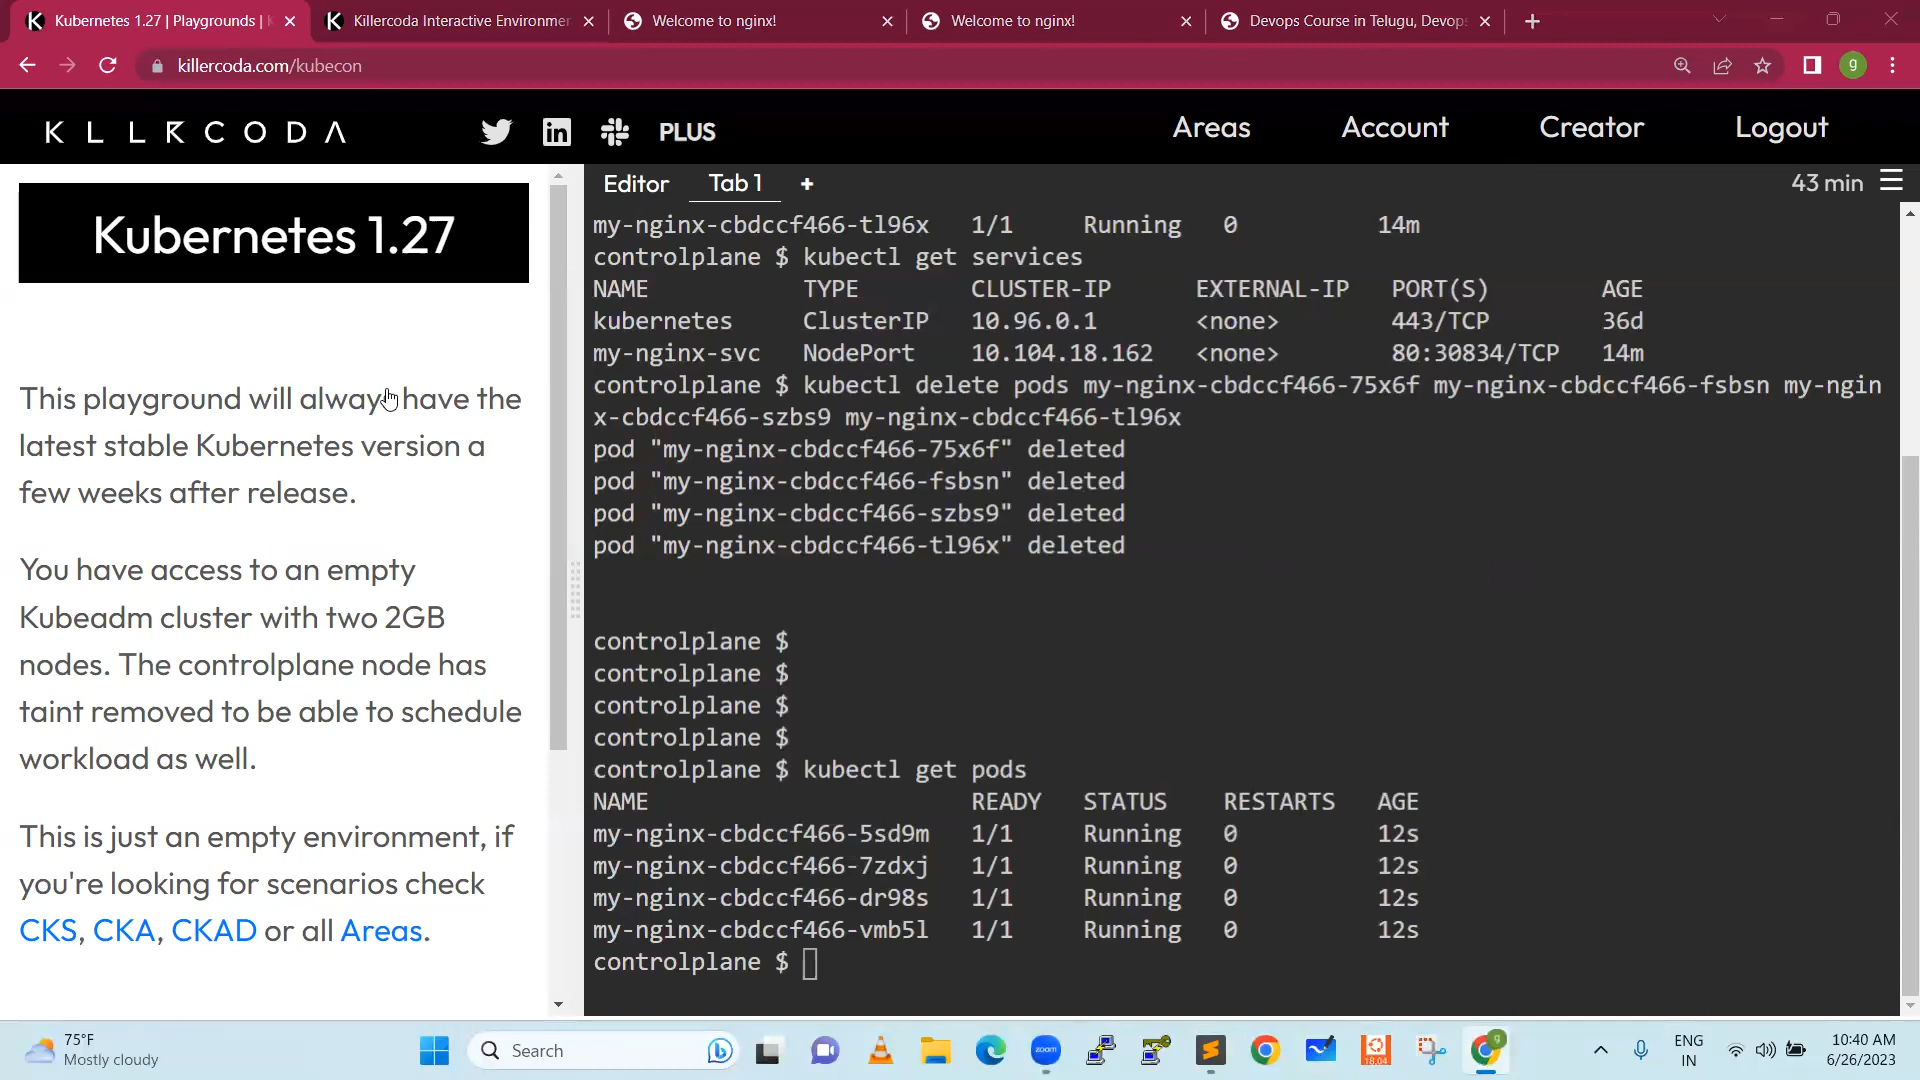 Kubernetes 1.27 | Playgrounds |
Killercoda Interactive Environmen
Welcome to nginx!
Welcome to nginx!
Devops Course in Telugu, Devops
killercoda.com/kubecon
g
KLLRCODA
PLUS
Areas
Account
Creator
Logout
Kubernetes 1.27
This playground will always have the
latest stable Kubernetes version a
few weeks after release.
You have access to an empty
Kubeadm cluster with two 2GB
nodes. The controlplane node has
taint removed to be able to schedule
workload as well.
This is just an empty environment, if
you're looking for scenarios check
CKS, CKA, CKAD or all Areas.
Editor
Tab 1
+
43 min
my-nginx-cbdccf466-tl96x 1/1 Running 0 14m
controlplane $ kubectl get services
NAME TYPE CLUSTER-IP EXTERNAL-IP PORT(S) AGE
kubernetes ClusterIP 10.96.0.1 <none> 443/TCP 36d
my-nginx-svc NodePort 10.104.18.162 <none> 80:30834/TCP 14m
controlplane $ kubectl delete pods my-nginx-cbdccf466-75x6f my-nginx-cbdccf466-fsbsn my-ngin
x-cbdccf466-szbs9 my-nginx-cbdccf466-tl96x
pod "my-nginx-cbdccf466-75x6f" deleted
pod "my-nginx-cbdccf466-fsbsn" deleted
pod "my-nginx-cbdccf466-szbs9" deleted
pod "my-nginx-cbdccf466-tl96x" deleted
controlplane $
controlplane $
controlplane $
controlplane $
controlplane $ kubectl get pods
NAME READY STATUS RESTARTS AGE
my-nginx-cbdccf466-5sd9m 1/1 Running 0 12s
my-nginx-cbdccf466-7zdxj 1/1 Running 0 12s
my-nginx-cbdccf466-dr98s 1/1 Running 0 12s
my-nginx-cbdccf466-vmb5l 1/1 Running 0 12s
controlplane $
75°F
Mostly cloudy
Search
zoom
18.04
ENG
IN
10:40 AM
6/26/2023